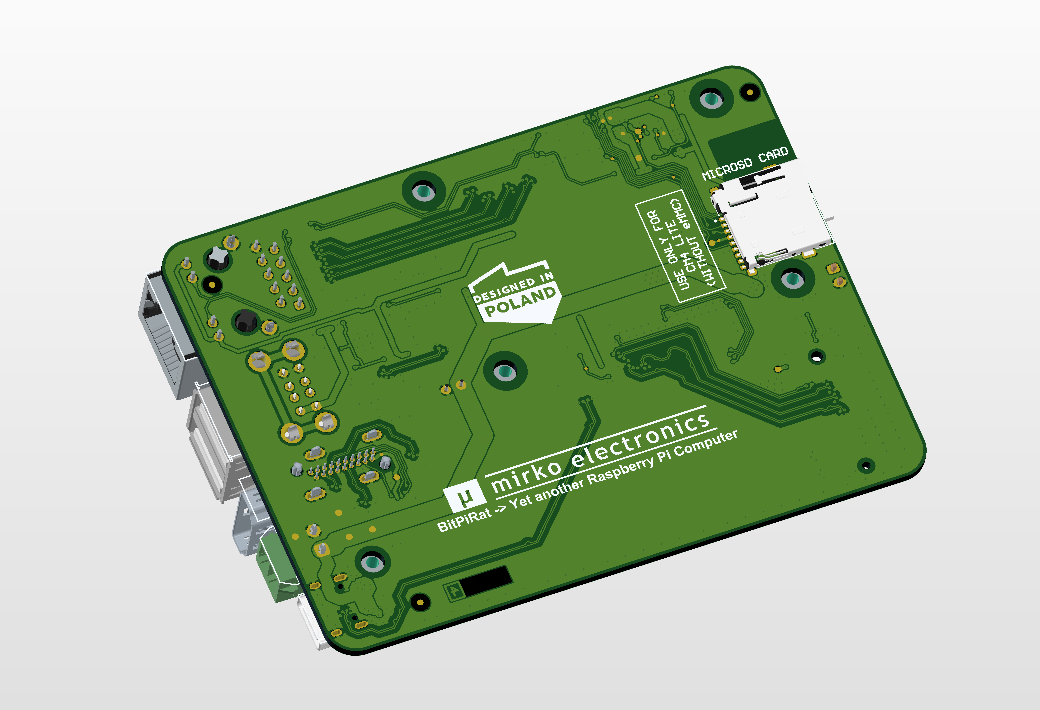 MICROSD CARD
USE ONLY FOR
CM4 LITE
(WITHOUT eMMC)
DESIGNED IN
POLAND
µ mirko electronics
BitPiRat -> Yet another Raspberry Pi Computer